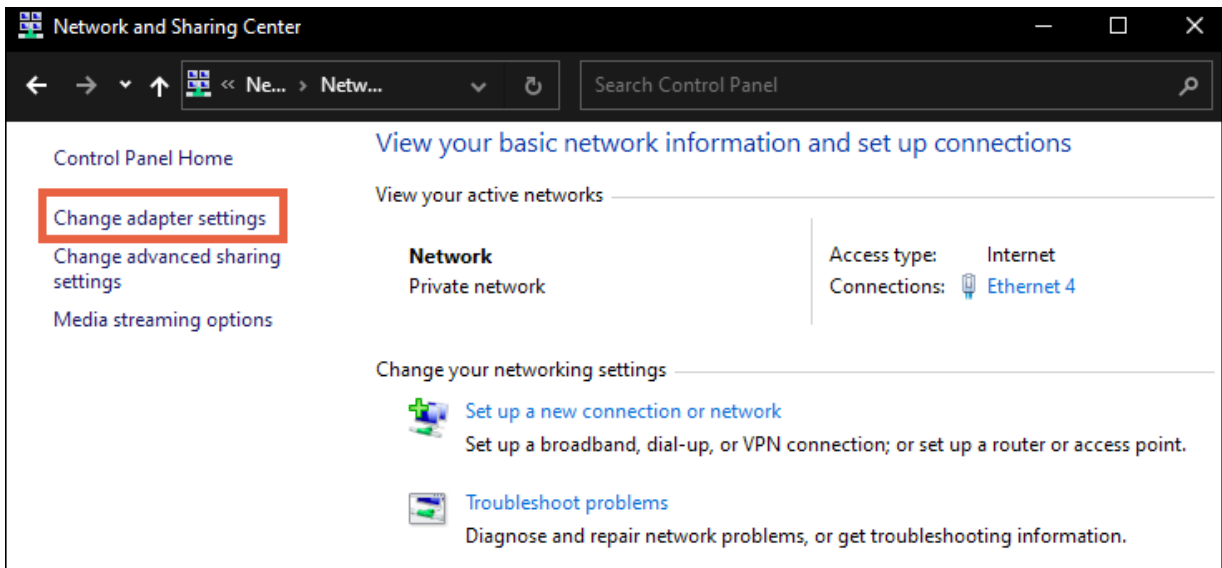 Network and Sharing Center
« Ne... > Netw...
Search Control Panel
Control Panel Home
Change adapter settings
Change advanced sharing
settings
Media streaming options
View your basic network information and set up connections
View your active networks
Network
Private network
Access type: Internet
Connections: Ethernet 4
Change your networking settings
Set up a new connection or network
Set up a broadband, dial-up, or VPN connection; or set up a router or access point.
Troubleshoot problems
Diagnose and repair network problems, or get troubleshooting information.